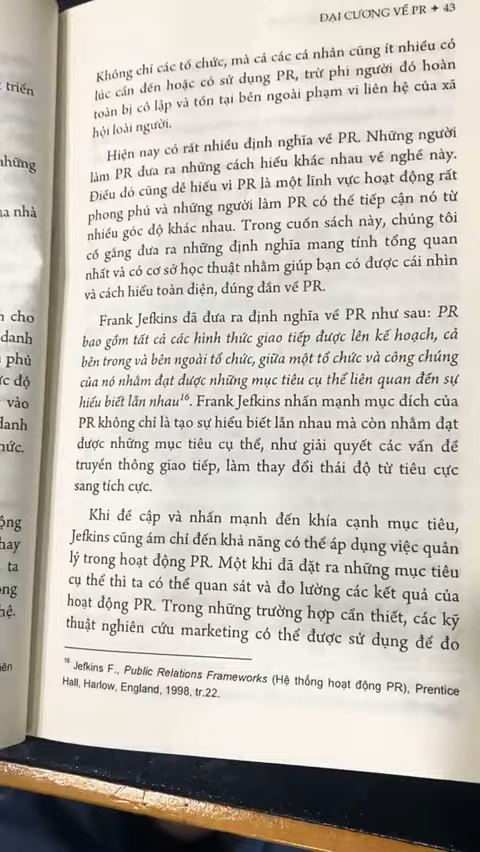 ĐẠI CƯƠNG VỀ PR ✦ 43
Không chỉ các tổ chức, mà cả các cá nhân cũng ít nhiều có
lúc cần đến hoặc có sử dụng PR, trừ phi người đó hoàn
toàn bị cô lập và tồn tại bên ngoài phạm vi liên hệ của xã
hội loài người.
Hiện nay có rất nhiều định nghĩa về PR. Những người
làm PR đưa ra những cách hiểu khác nhau về nghề này.
Điều đó cũng dễ hiểu vì PR là một lĩnh vực hoạt động rất
phong phú và những người làm PR có thể tiếp cận nó từ
nhiều góc độ khác nhau. Trong cuốn sách này, chúng tôi
cố gắng đưa ra những định nghĩa mang tính tổng quan
nhất và có cơ sở học thuật nhằm giúp bạn có được cái nhìn
và cách hiểu toàn diện, đúng đắn về PR.
Frank Jefkins đã đưa ra định nghĩa về PR như sau: PR
bao gồm tất cả các hình thức giao tiếp được lên kế hoạch, cả
bên trong và bên ngoài tổ chức, giữa một tổ chức và công chúng
của nó nhằm đạt được những mục tiêu cụ thể liên quan đến sự
hiểu biết lẫn nhau¹⁶. Frank Jefkins nhấn mạnh mục đích của
PR không chỉ là tạo sự hiểu biết lẫn nhau mà còn nhằm đạt
được những mục tiêu cụ thể, như giải quyết các vấn đề
truyền thông giao tiếp, làm thay đổi thái độ từ tiêu cực
sang tích cực.
Khi đề cập và nhấn mạnh đến khía cạnh mục tiêu,
Jefkins cũng ám chỉ đến khả năng có thể áp dụng việc quản
lý trong hoạt động PR. Một khi đã đặt ra những mục tiêu
cụ thể thì ta có thể quan sát và đo lường các kết quả của
hoạt động PR. Trong những trường hợp cần thiết, các kỹ
thuật nghiên cứu marketing có thể được sử dụng để đo
¹⁶ Jefkins F., Public Relations Frameworks (Hệ thống hoạt động PR), Prentice
Hall, Harlow, England, 1998, tr.22.